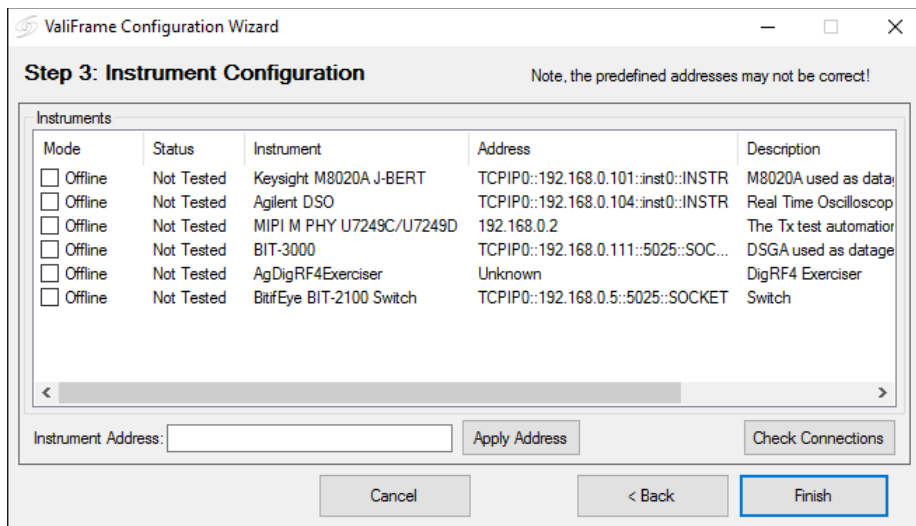 ValiFrame Configuration Wizard
Step 3: Instrument Configuration Note, the predefined addresses may not be correct!
Instruments
Mode Status Instrument Address Description
Offline Not Tested Keysight M8020A J-BERT TCPIP0::192.168.0.101::inst0::INSTR M8020A used as data
Offline Not Tested Agilent DSO TCPIP0::192.168.0.104::inst0::INSTR Real Time Oscilloscop
Offline Not Tested MIPI M PHY U7249C/U7249D 192.168.0.2 The Tx test automation
Offline Not Tested BIT-3000 TCPIP0::192.168.0.111::5025::SOC... DSGA used as datage
Offline Not Tested AgDigRF4Exerciser Unknown DigRF4 Exerciser
Offline Not Tested BitifEye BIT-2100 Switch TCPIP0::192.168.0.5::5025::SOCKET Switch
Instrument Address: Apply Address Check Connections
Cancel < Back Finish